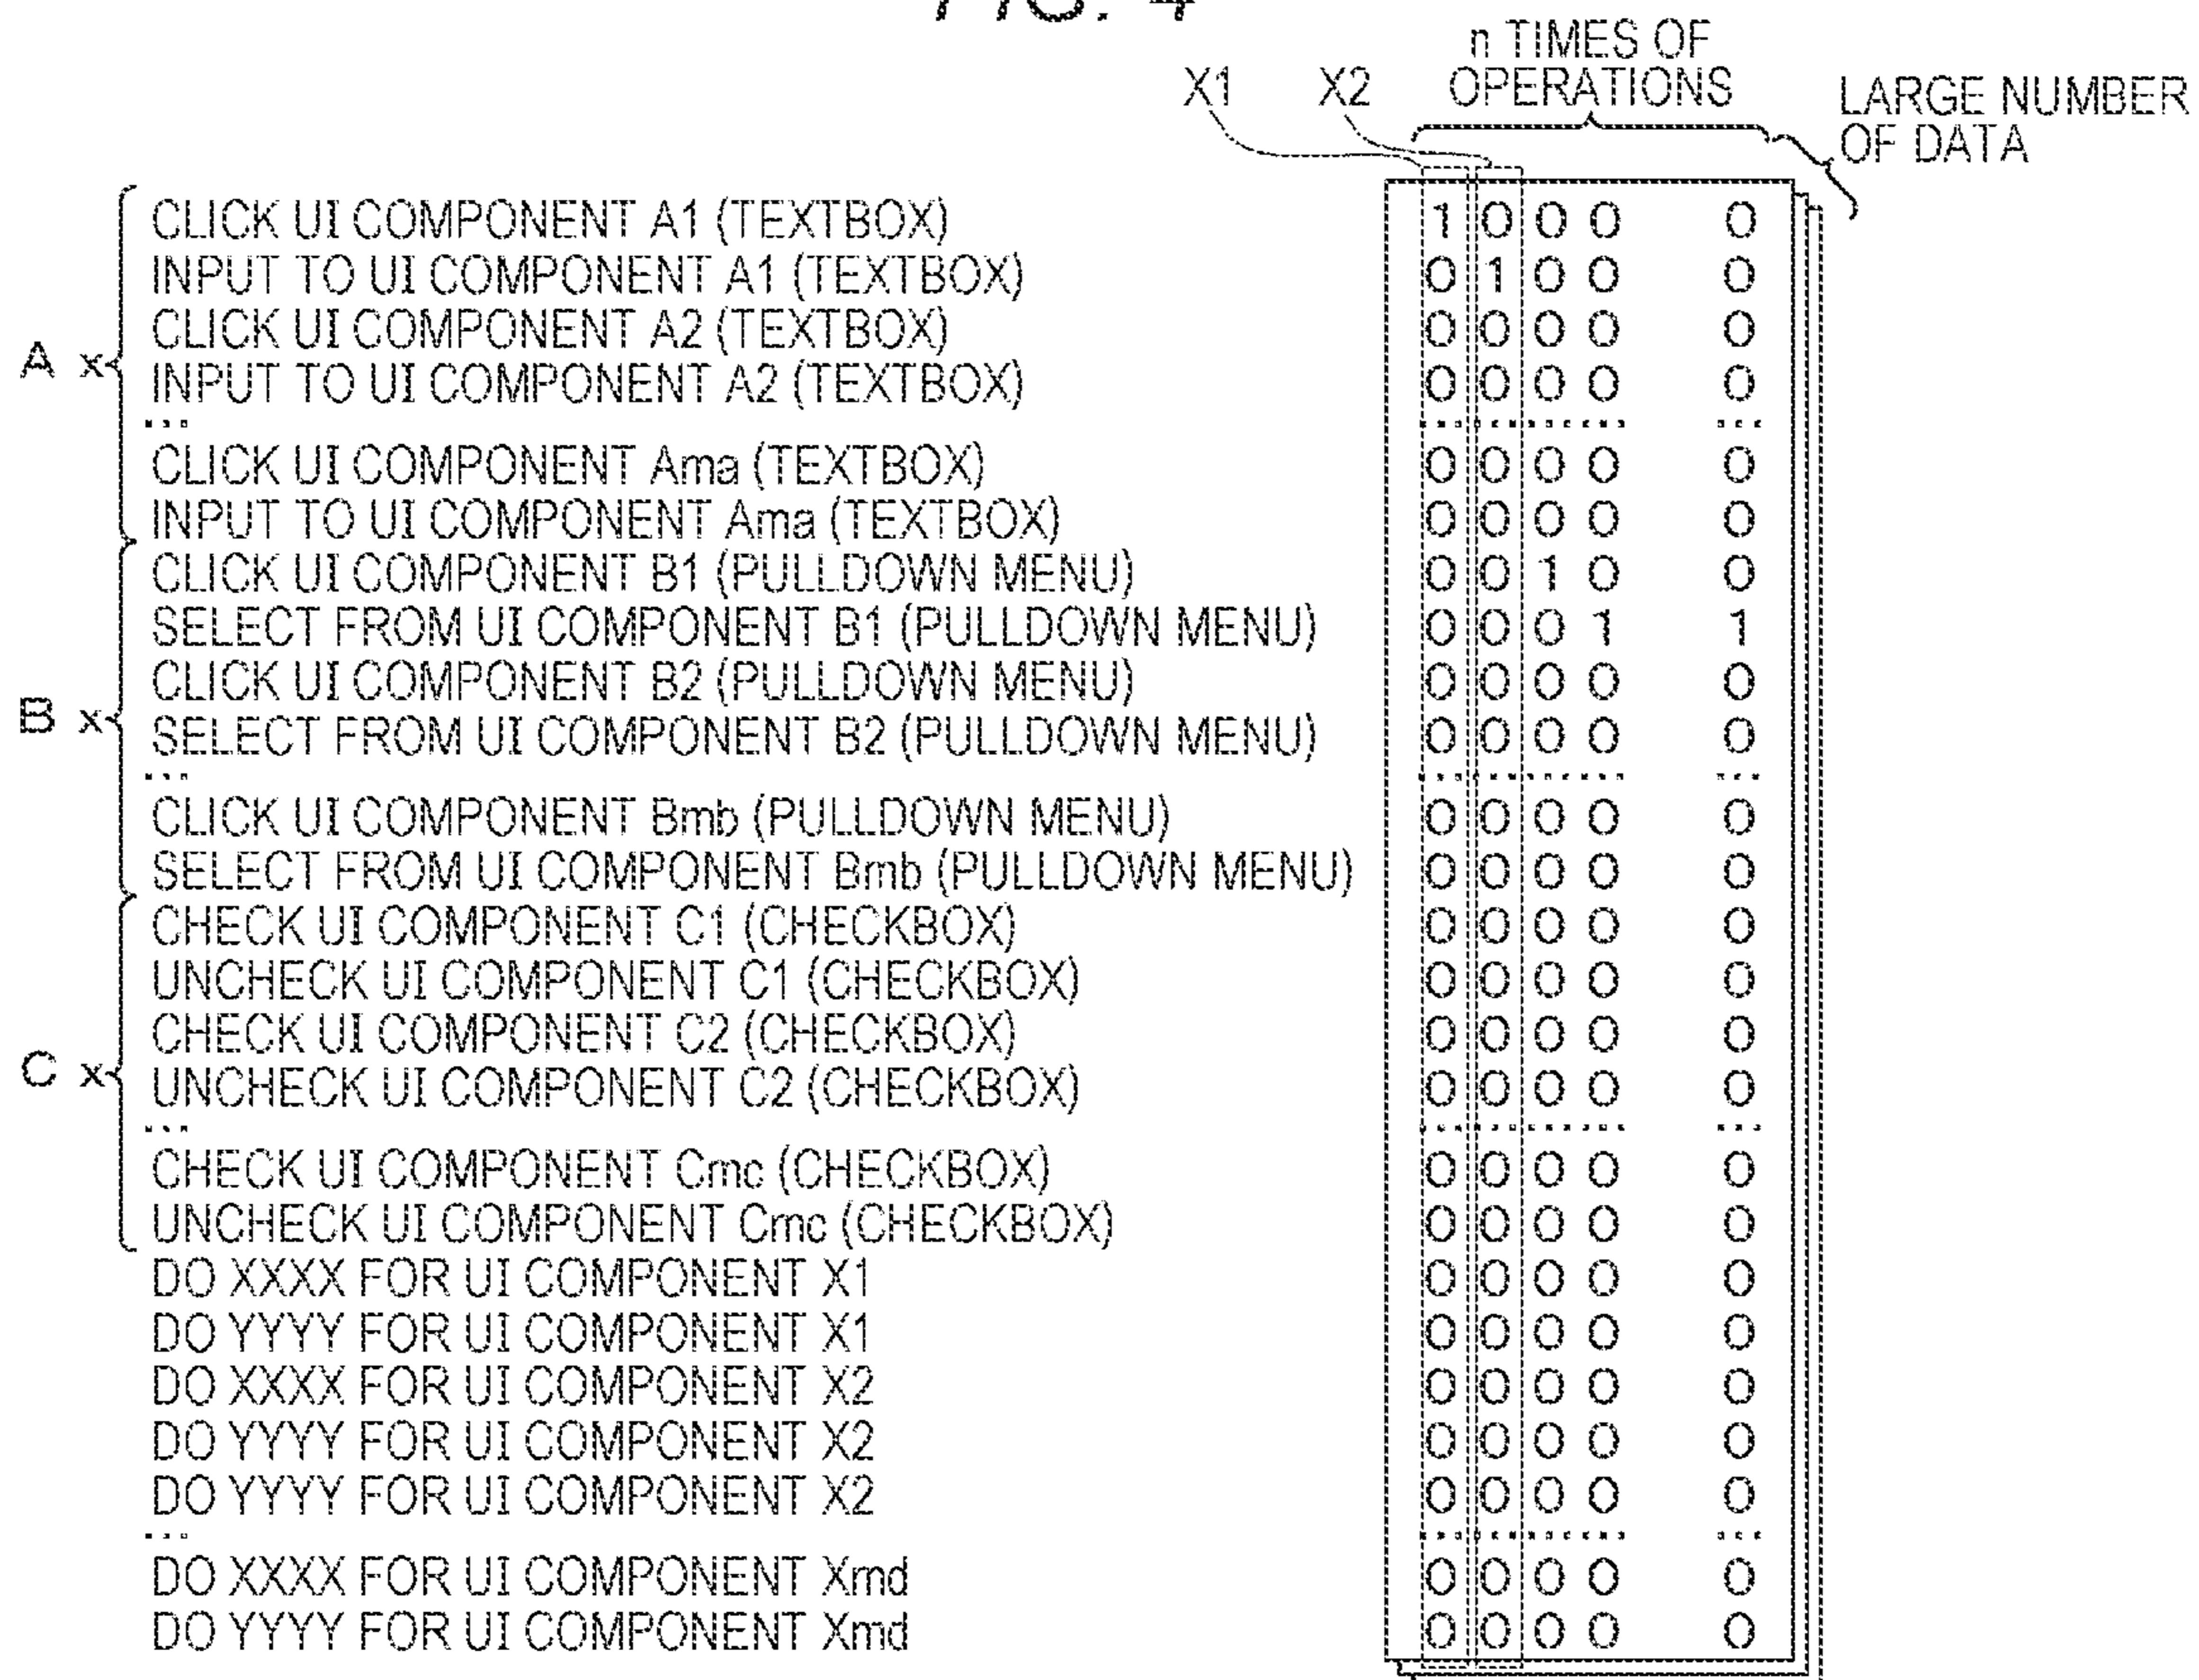 FIG. 4
n TIMES OF
X1 X2 OPERATIONS
LARGE NUMBER
OF DATA
CLICK UI COMPONENT A1 (TEXTBOX) 1 0 0 0 0
INPUT TO UI COMPONENT A1 (TEXTBOX) 0 1 0 0 0
CLICK UI COMPONENT A2 (TEXTBOX) 0 0 0 0 0
A x
INPUT TO UI COMPONENT A2 (TEXTBOX) 0 0 0 0 0
...
CLICK UI COMPONENT Ama (TEXTBOX) 0 0 0 0 0
INPUT TO UI COMPONENT Ama (TEXTBOX) 0 0 0 0 0
CLICK UI COMPONENT B1 (PULLDOWN MENU) 0 0 1 0 0
SELECT FROM UI COMPONENT B1 (PULLDOWN MENU) 0 0 0 1 1
CLICK UI COMPONENT B2 (PULLDOWN MENU) 0 0 0 0 0
B x
SELECT FROM UI COMPONENT B2 (PULLDOWN MENU) 0 0 0 0 0
...
CLICK UI COMPONENT Bmb (PULLDOWN MENU) 0 0 0 0 0
SELECT FROM UI COMPONENT Bmb (PULLDOWN MENU) 0 0 0 0 0
CHECK UI COMPONENT C1 (CHECKBOX) 0 0 0 0 0
UNCHECK UI COMPONENT C1 (CHECKBOX) 0 0 0 0 0
CHECK UI COMPONENT C2 (CHECKBOX) 0 0 0 0 0
C x
UNCHECK UI COMPONENT C2 (CHECKBOX) 0 0 0 0 0
...
CHECK UI COMPONENT Cmc (CHECKBOX) 0 0 0 0 0
UNCHECK UI COMPONENT Cmc (CHECKBOX) 0 0 0 0 0
DO XXXX FOR UI COMPONENT X1 0 0 0 0 0
DO YYYY FOR UI COMPONENT X1 0 0 0 0 0
DO XXXX FOR UI COMPONENT X2 0 0 0 0 0
DO YYYY FOR UI COMPONENT X2 0 0 0 0 0
DO YYYY FOR UI COMPONENT X2 0 0 0 0 0
...
DO XXXX FOR UI COMPONENT Xmd 0 0 0 0 0
DO YYYY FOR UI COMPONENT Xmd 0 0 0 0 0